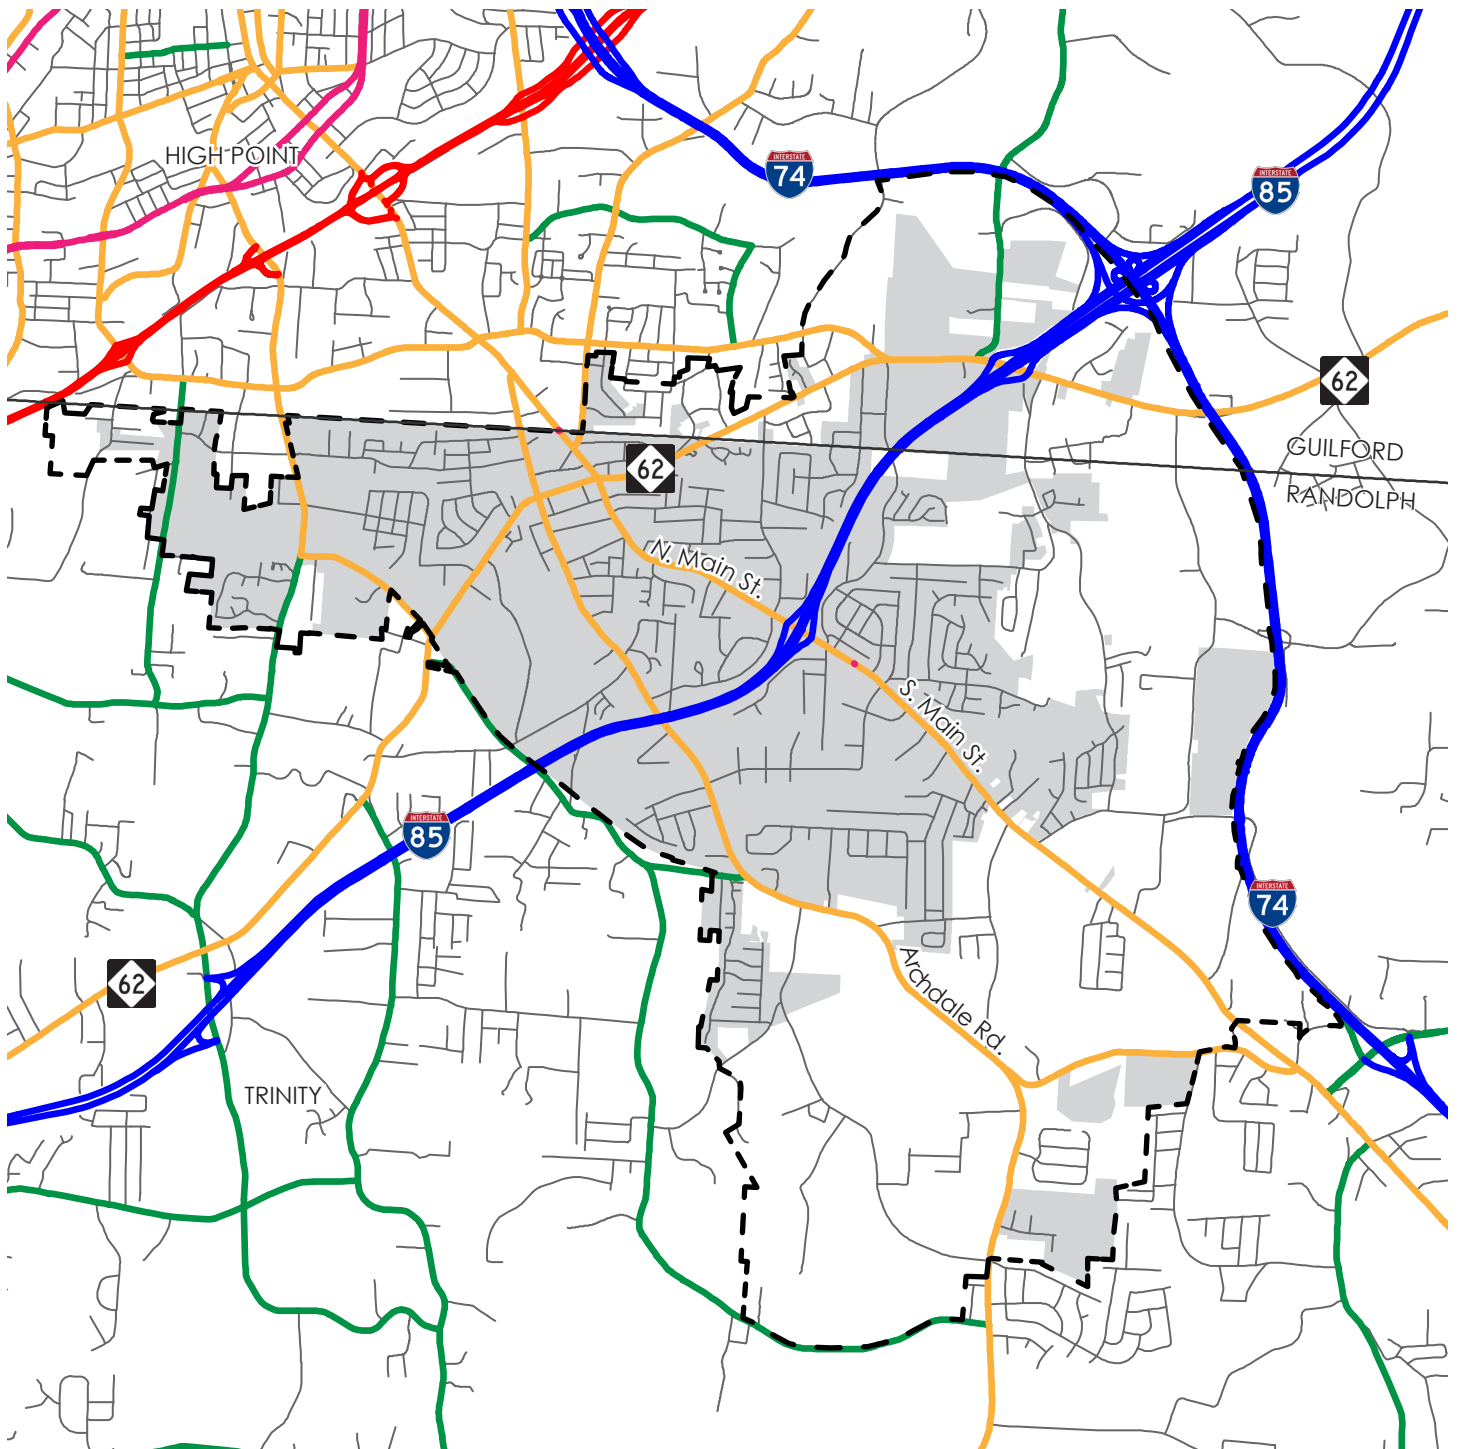 HIGH POINT
INTERSTATE
74
INTERSTATE
85
62
GUILFORD
62
RANDOLPH
N. Main St.
S. Main St.
INTERSTATE
85
INTERSTATE
74
62
Archdale Rd.
TRINITY